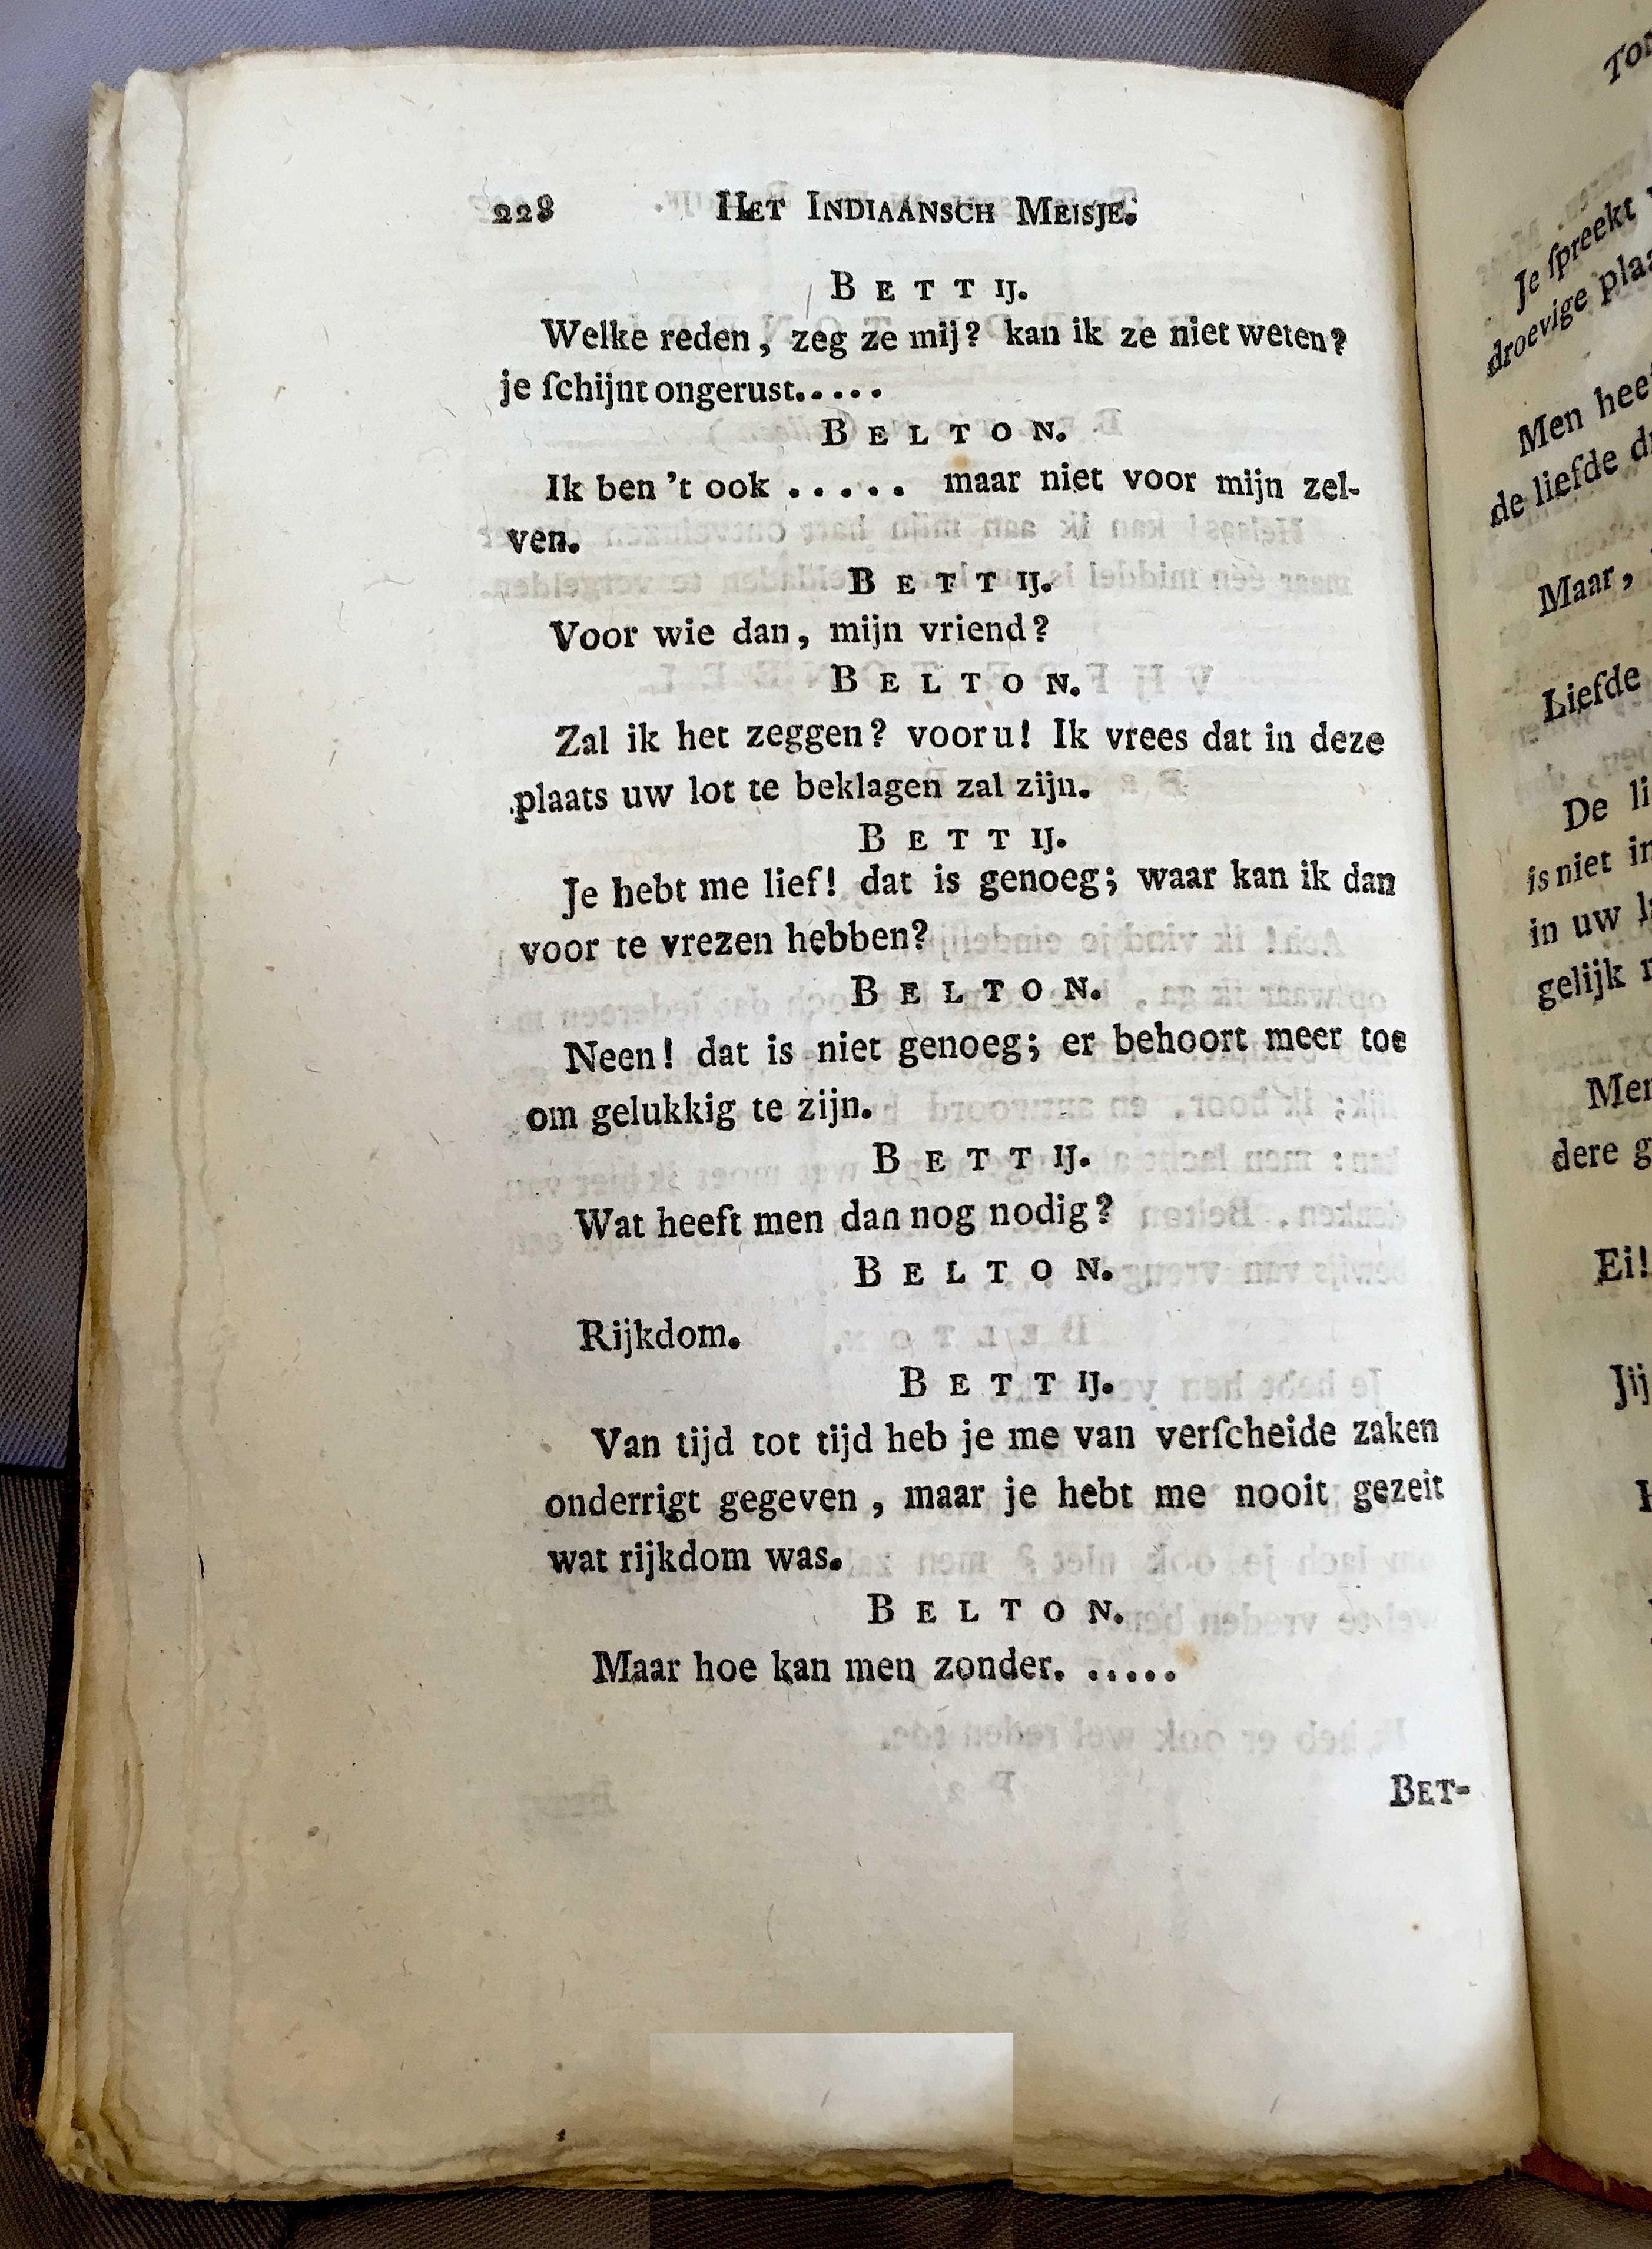 228 HET INDIAANSCH MEISJE.
BETTIJ.
Welke reden, zeg ze mij? kan ik ze niet weten?
je ſchijnt ongerust.....
BELTON.
Ik ben 't ook ..... maar niet voor mijn zel-
ven.
BETTIJ.
Voor wie dan, mijn vriend?
BELTON.
Zal ik het zeggen? voor u! Ik vrees dat in deze
plaats uw lot te beklagen zal zijn.
BETTIJ.
Je hebt me lief! dat is genoeg; waar kan ik dan
voor te vrezen hebben?
BELTON.
Neen! dat is niet genoeg; er behoort meer toe
om gelukkig te zijn.
BETTIJ.
Wat heeft men dan nog nodig?
BELTON.
Rijkdom.
BETTIJ.
Van tijd tot tijd heb je me van verſcheide zaken
onderrigt gegeven, maar je hebt me nooit gezeit
wat rijkdom was.
BELTON.
Maar hoe kan men zonder. .....
BET-
Je ſpreekt
droevige
Men
de liefde
Maar,
Liefde
De
is niet
in uw
gelijk
dere
Ei!
Jij